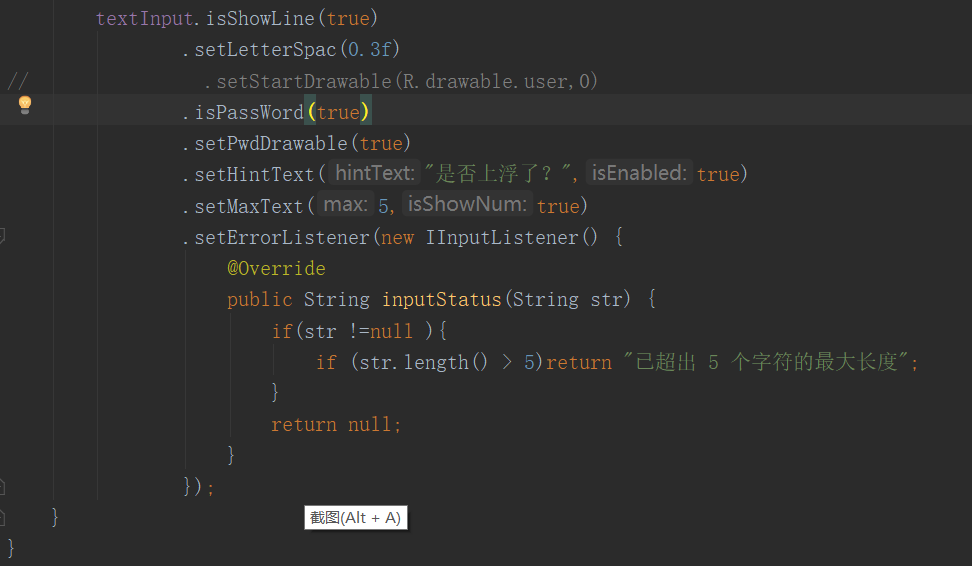 textInput.isShowLine(true)
.setLetterSpac(0.3f)
// .setStartDrawable(R.drawable.user,0)
.isPassWord(true)
.setPwdDrawable(true)
.setHintText( hintText: "是否上浮了？", isEnabled: true)
.setMaxText( max: 5, isShowNum: true)
.setErrorListener(new IInputListener() {
@Override
public String inputStatus(String str) {
if(str !=null ){
if (str.length() > 5)return "已超出 5 个字符的最大长度";
}
return null;
}
});
截图(Alt + A)
}
}